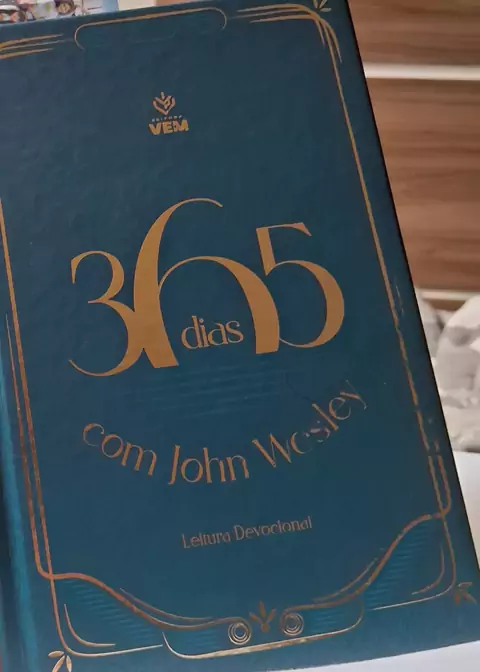 EDITORA
VEM
365
dias
com John Wesley
Leitura Devocional